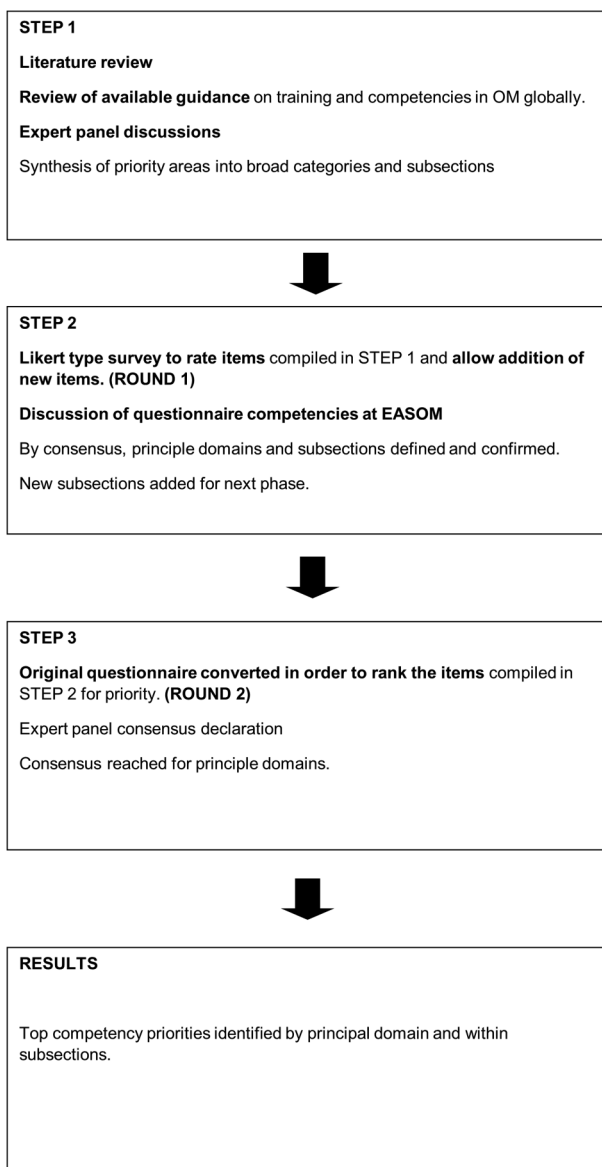 STEP 1
Literature review
Review of available guidance on training and competencies in OM globally.
Expert panel discussions
Synthesis of priority areas into broad categories and subsections
STEP 2
Likert type survey to rate items compiled in STEP 1 and allow addition of
new items. (ROUND 1)
Discussion of questionnaire competencies at EASOM
By consensus, principle domains and subsections defined and confirmed.
New subsections added for next phase.
STEP 3
Original questionnaire converted in order to rank the items compiled in
STEP 2 for priority. (ROUND 2)
Expert panel consensus declaration
Consensus reached for principle domains.
RESULTS
Top competency priorities identified by principal domain and within
subsections.